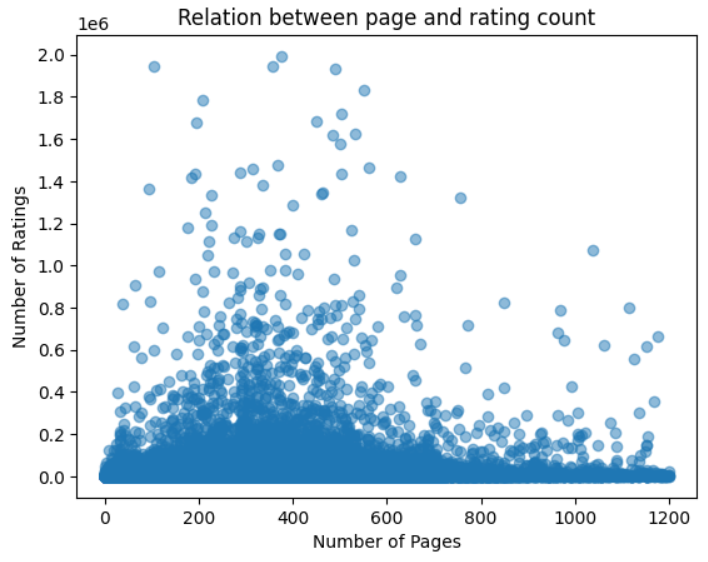 Relation between page and rating count
1e6
2.0
1.8
1.6
1.4
1.2
1.0
0.8
0.6
0.4
0.2
0.0
Number of Ratings
0 200 400 600 800 1000 1200
Number of Pages